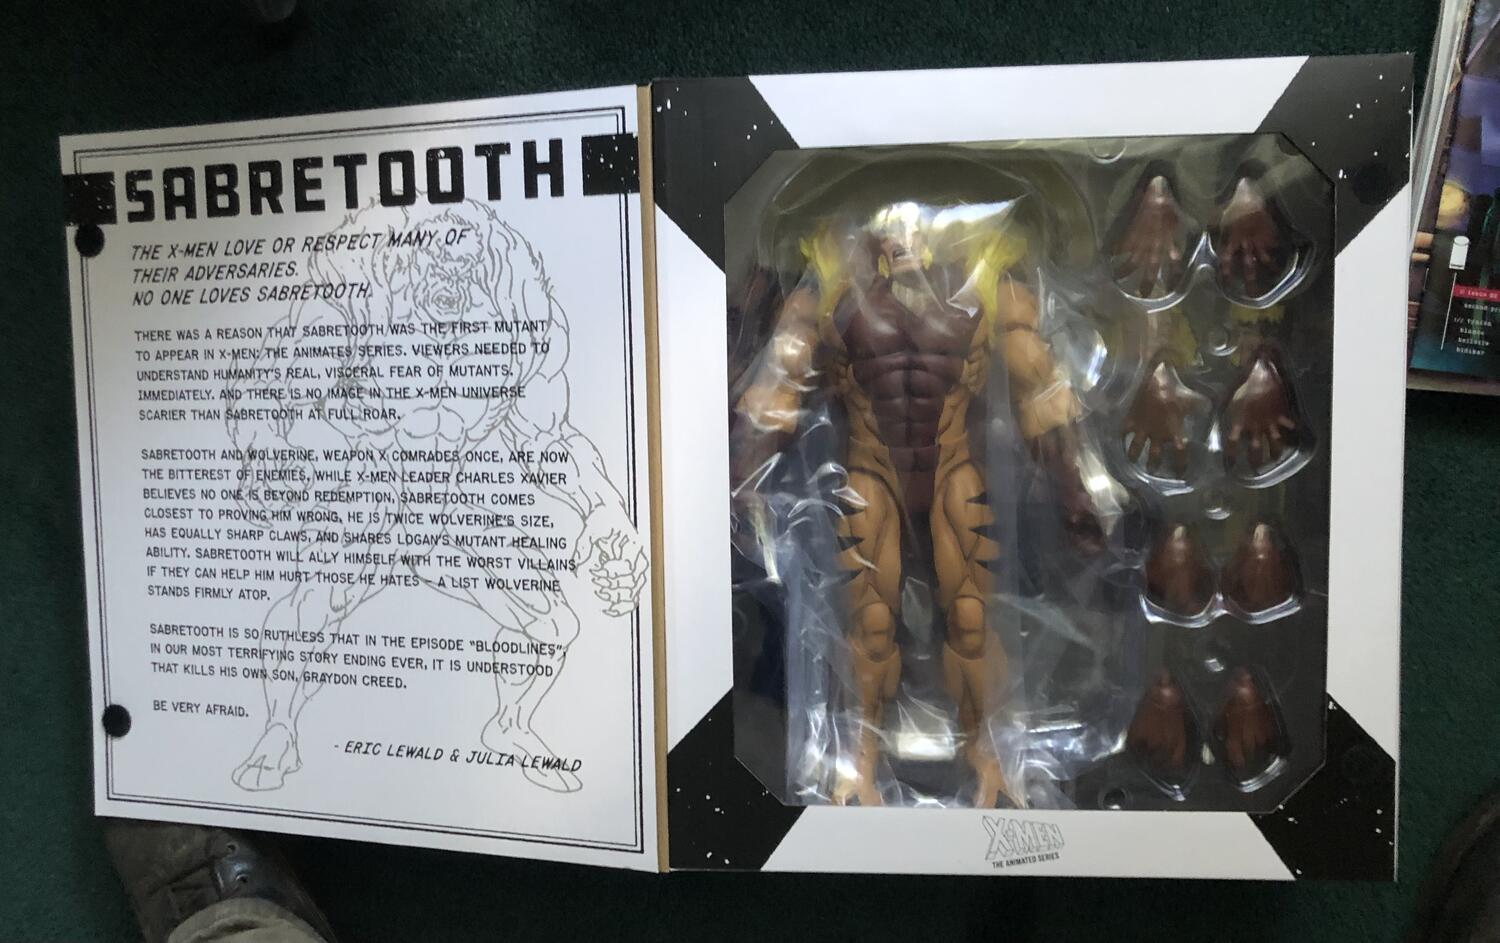 SABRETOOTH
THE X-MEN LOVE OR RESPECT MANY OF
THEIR ADVERSARIES.
NO ONE LOVES SABRETOOTH.
THERE WAS A REASON THAT SABRETOOTH WAS THE FIRST MUTANT
TO APPEAR IN X-MEN: THE ANIMATES SERIES. VIEWERS NEEDED TO
UNDERSTAND HUMANITY'S REAL, VISCERAL FEAR OF MUTANTS.
IMMEDIATELY. AND THERE IS NO IMAGE IN THE X-MEN UNIVERSE
SCARIER THAN SABRETOOTH AT FULL ROAR.
SABRETOOTH AND WOLVERINE, WEAPON X COMRADES ONCE, ARE NOW
THE BITTEREST OF ENEMIES, WHILE X-MEN LEADER CHARLES XAVIER
BELIEVES NO ONE IS BEYOND REDEMPTION, SABRETOOTH COMES
CLOSEST TO PROVING HIM WRONG, HE IS TWICE WOLVERINE'S SIZE,
HAS EQUALLY SHARP CLAWS, AND SHARES LOGAN'S MUTANT HEALING
ABILITY. SABRETOOTH WILL ALLY HIMSELF WITH THE WORST VILLAINS
IF THEY CAN HELP HIM HURT THOSE HE HATES - A LIST WOLVERINE
STANDS FIRMLY ATOP.
SABRETOOTH IS SO RUTHLESS THAT IN THE EPISODE "BLOODLINES",
IN OUR MOST TERRIFYING STORY ENDING EVER, IT IS UNDERSTOOD
THAT KILLS HIS OWN SON, GRAYDON CREED.
BE VERY AFRAID.
- ERIC LEWALD & JULIA LEWALD
X-MEN
THE ANIMATED SERIES